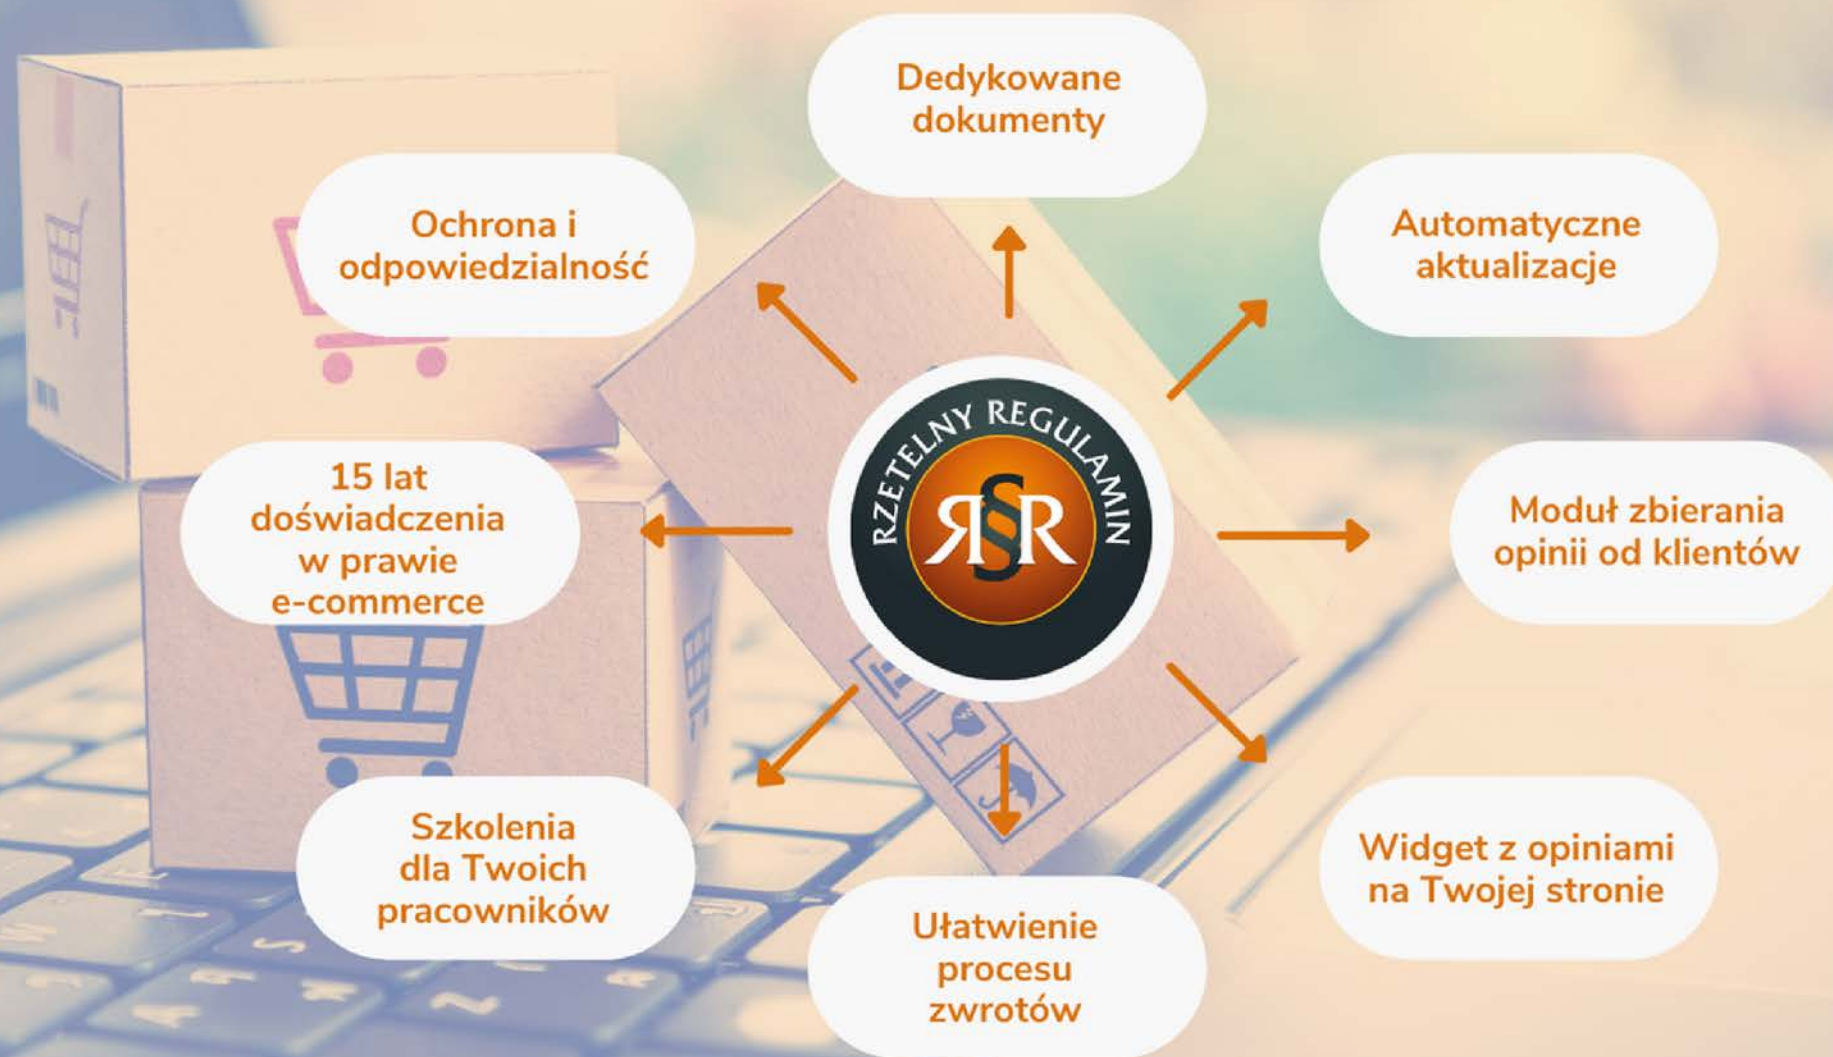 Dedykowane
dokumenty
Ochrona i
odpowiedzialność
Automatyczne
aktualizacje
RZETELNY REGULAMIN
R§R
15 lat
doświadczenia
w prawie
e-commerce
Moduł zbierania
opinii od klientów
Szkolenia
dla Twoich
pracowników
Widget z opiniami
na Twojej stronie
Ułatwienie
procesu
zwrotów